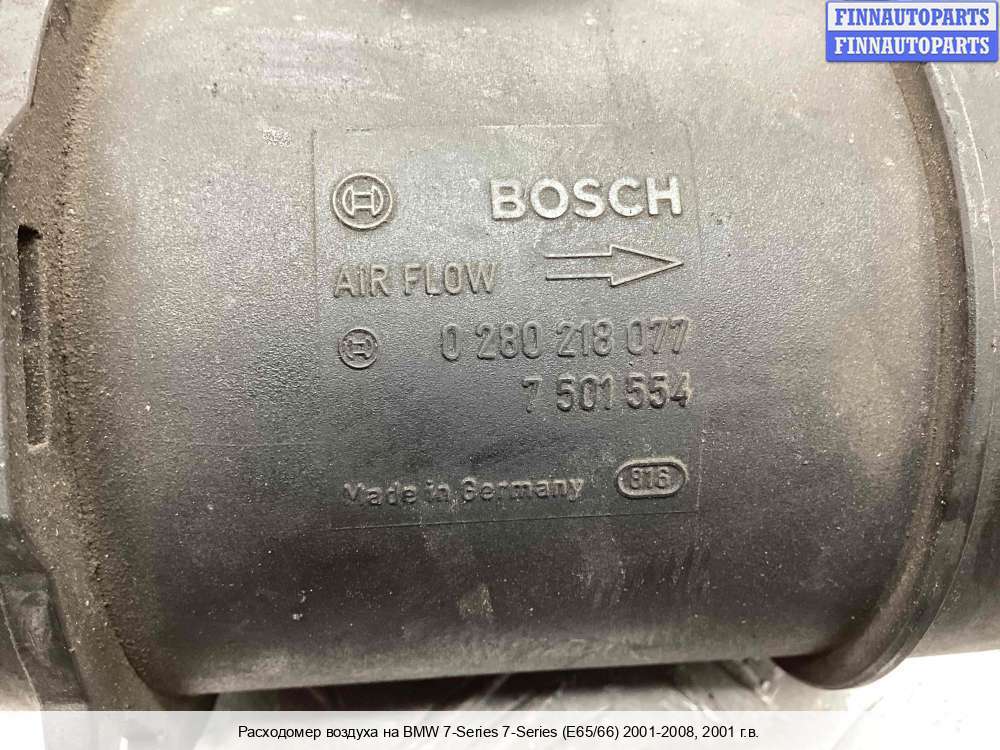 FINNAUTOPARTS
FINNAUTOPARTS
BOSCH
AIR FLOW
0 280 218 077
7 501 554
Made in Germany 816
Расходомер воздуха на BMW 7-Series 7-Series (E65/66) 2001-2008, 2001 г.в.